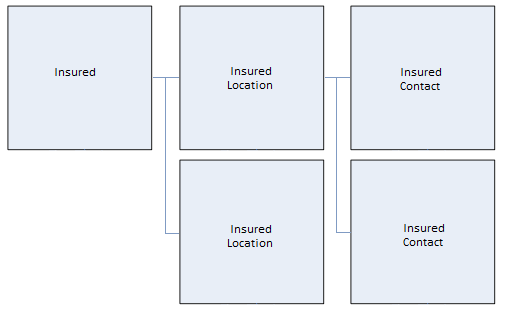 Insured
Insured
Location
Insured
Contact
Insured
Location
Insured
Contact